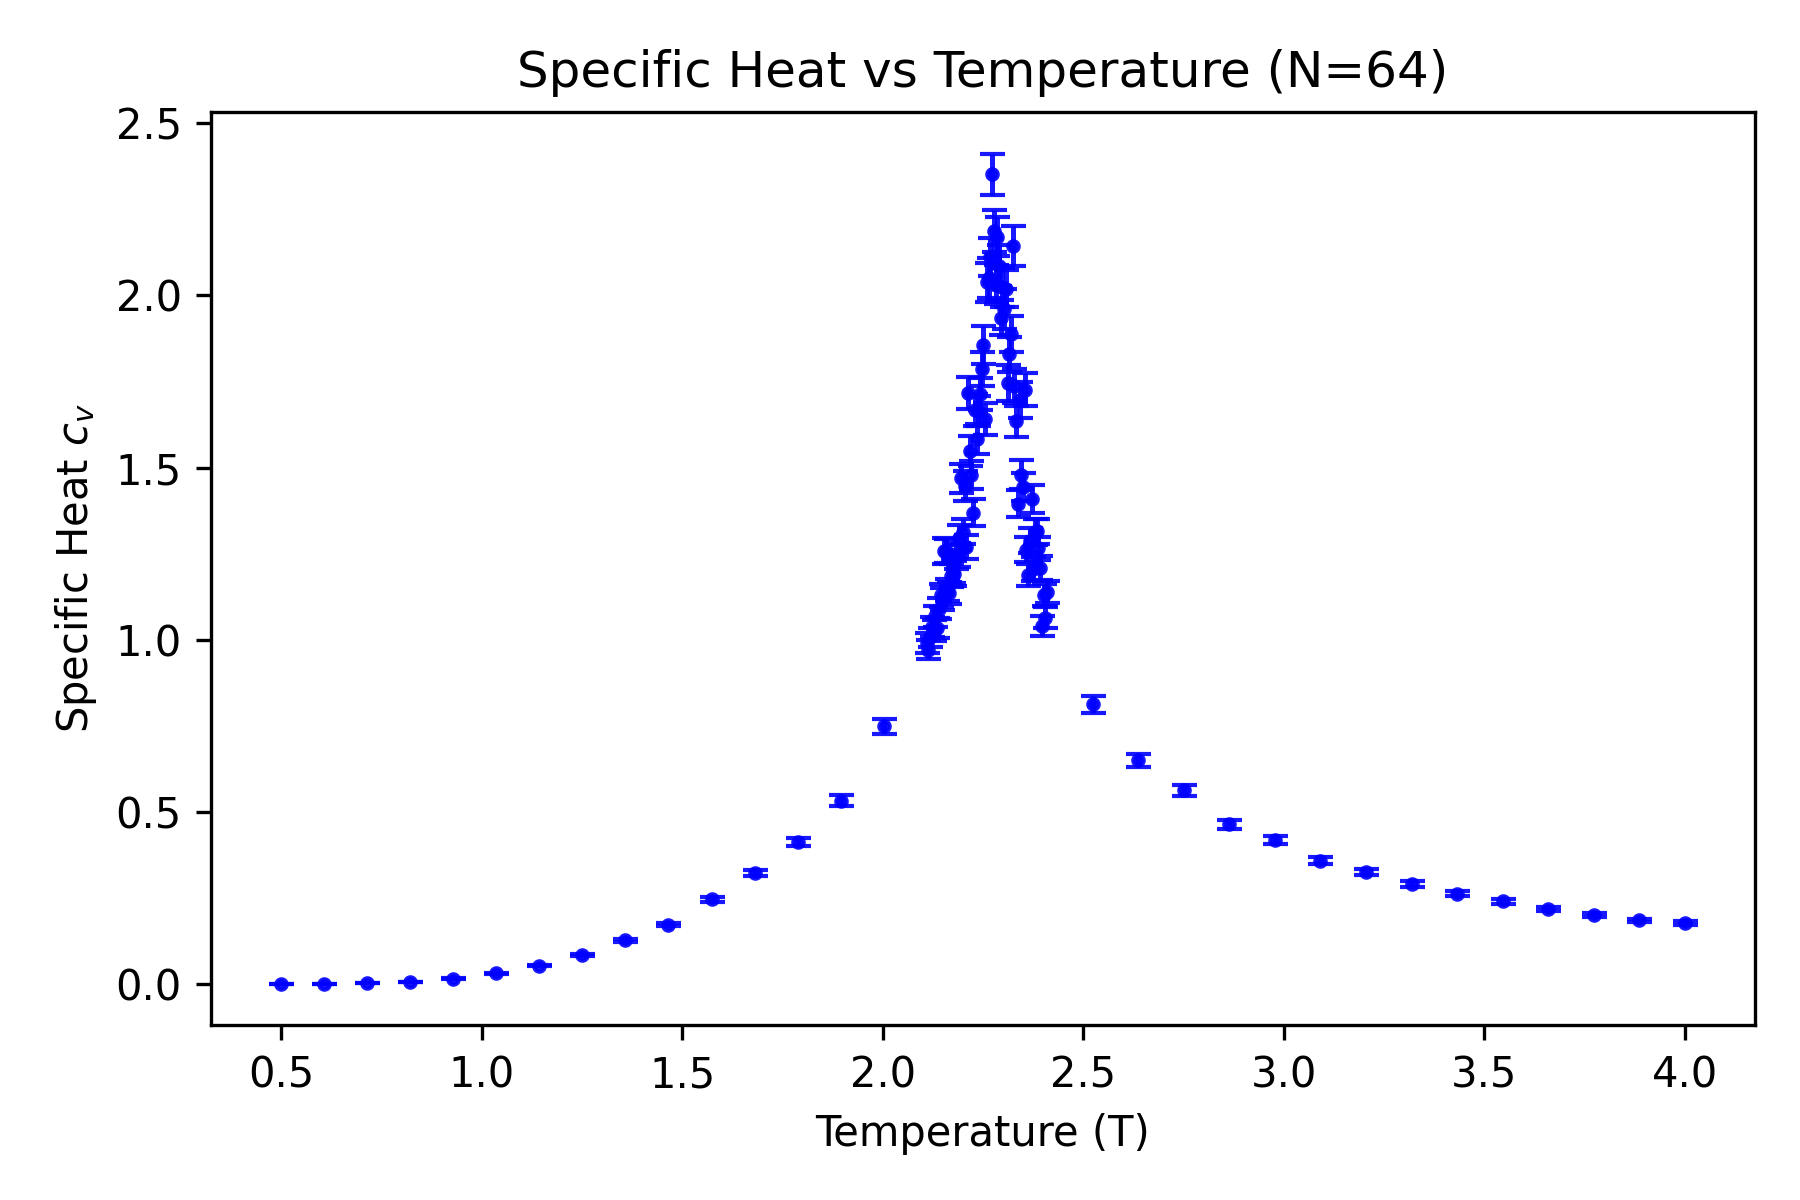 Specific Heat vs Temperature (N=64)
2.5
2.0
1.5
1.0
0.5
0.0
Specific Heat cᵥ
0.5 1.0 1.5 2.0 2.5 3.0 3.5 4.0
Temperature (T)